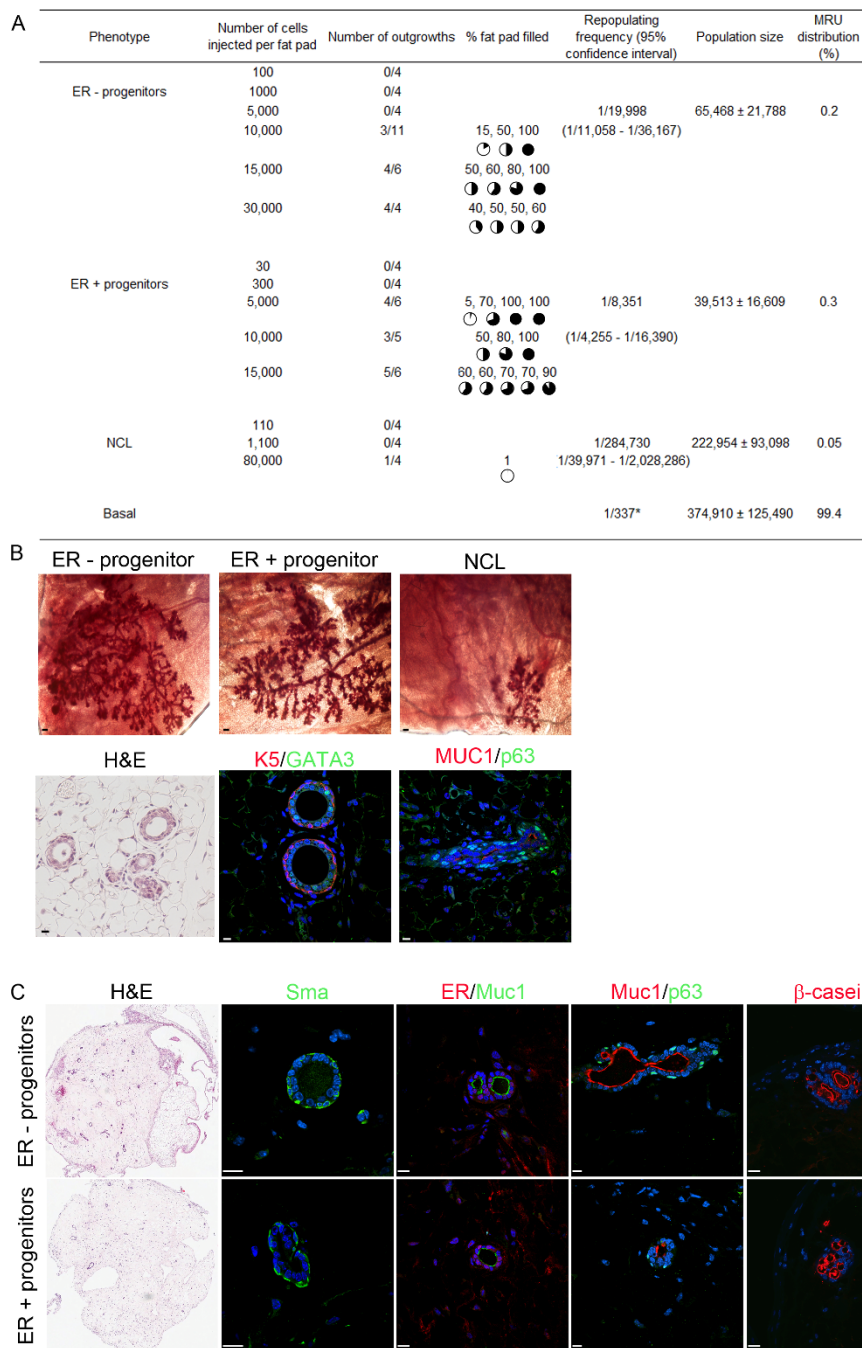 A
Phenotype | Number of cells injected per fat pad | Number of outgrowths | % fat pad filled | Repopulating frequency (95% confidence interval) | Population size | MRU distribution (%)
100 0/4
ER - progenitors 1000 0/4
5,000 0/4 1/19,998 65,468 ± 21,788 0.2
10,000 3/11 15, 50, 100 (1/11,058 - 1/36,167)
15,000 4/6 50, 60, 80, 100
30,000 4/4 40, 50, 50, 60
30 0/4
ER + progenitors 300 0/4
5,000 4/6 5, 70, 100, 100 1/8,351 39,513 ± 16,609 0.3
10,000 3/5 50, 80, 100 (1/4,255 - 1/16,390)
15,000 5/6 60, 60, 70, 70, 90
110 0/4
NCL 1,100 0/4 1/284,730 222,954 ± 93,098 0.05
80,000 1/4 1 (1/39,971 - 1/2,028,286)
Basal 1/337* 374,910 ± 125,490 99.4
B
ER - progenitor ER + progenitor NCL
H&E K5/GATA3 MUC1/p63
C
H&E Sma ER/Muc1 Muc1/p63 β-casei
ER - progenitors
ER + progenitors